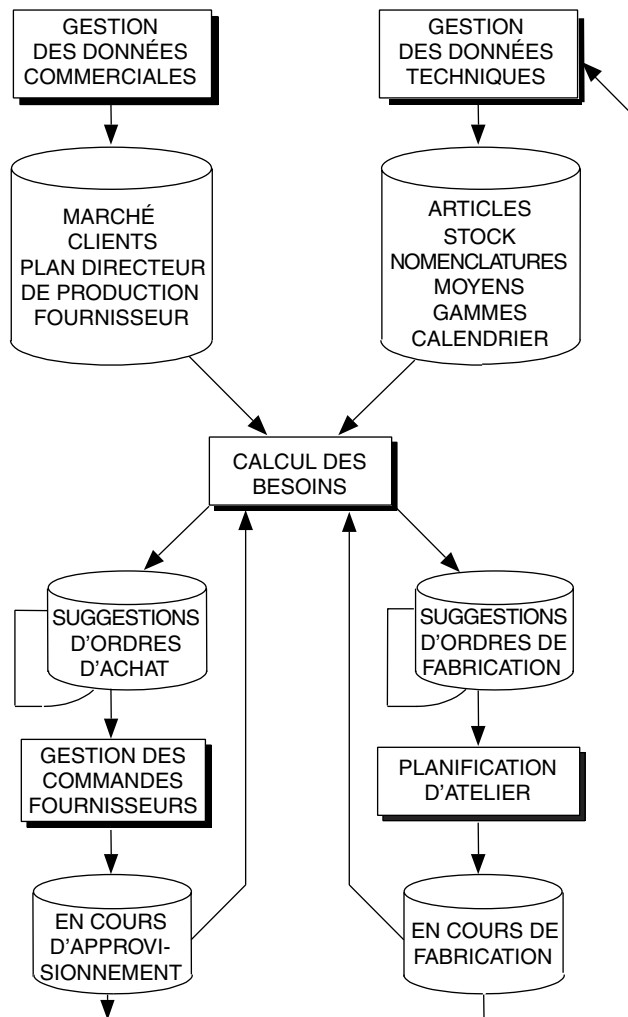 GESTION
DES DONNÉES
COMMERCIALES
GESTION
DES DONNÉES
TECHNIQUES
MARCHÉ
CLIENTS
PLAN DIRECTEUR
DE PRODUCTION
FOURNISSEUR
ARTICLES
STOCK
NOMENCLATURES
MOYENS
GAMMES
CALENDRIER
CALCUL DES
BESOINS
SUGGESTIONS
D'ORDRES
D'ACHAT
SUGGESTIONS
D'ORDRES DE
FABRICATION
GESTION DES
COMMANDES
FOURNISSEURS
PLANIFICATION
D'ATELIER
EN COURS
D'APPROVI-
SIONNEMENT
EN COURS DE
FABRICATION